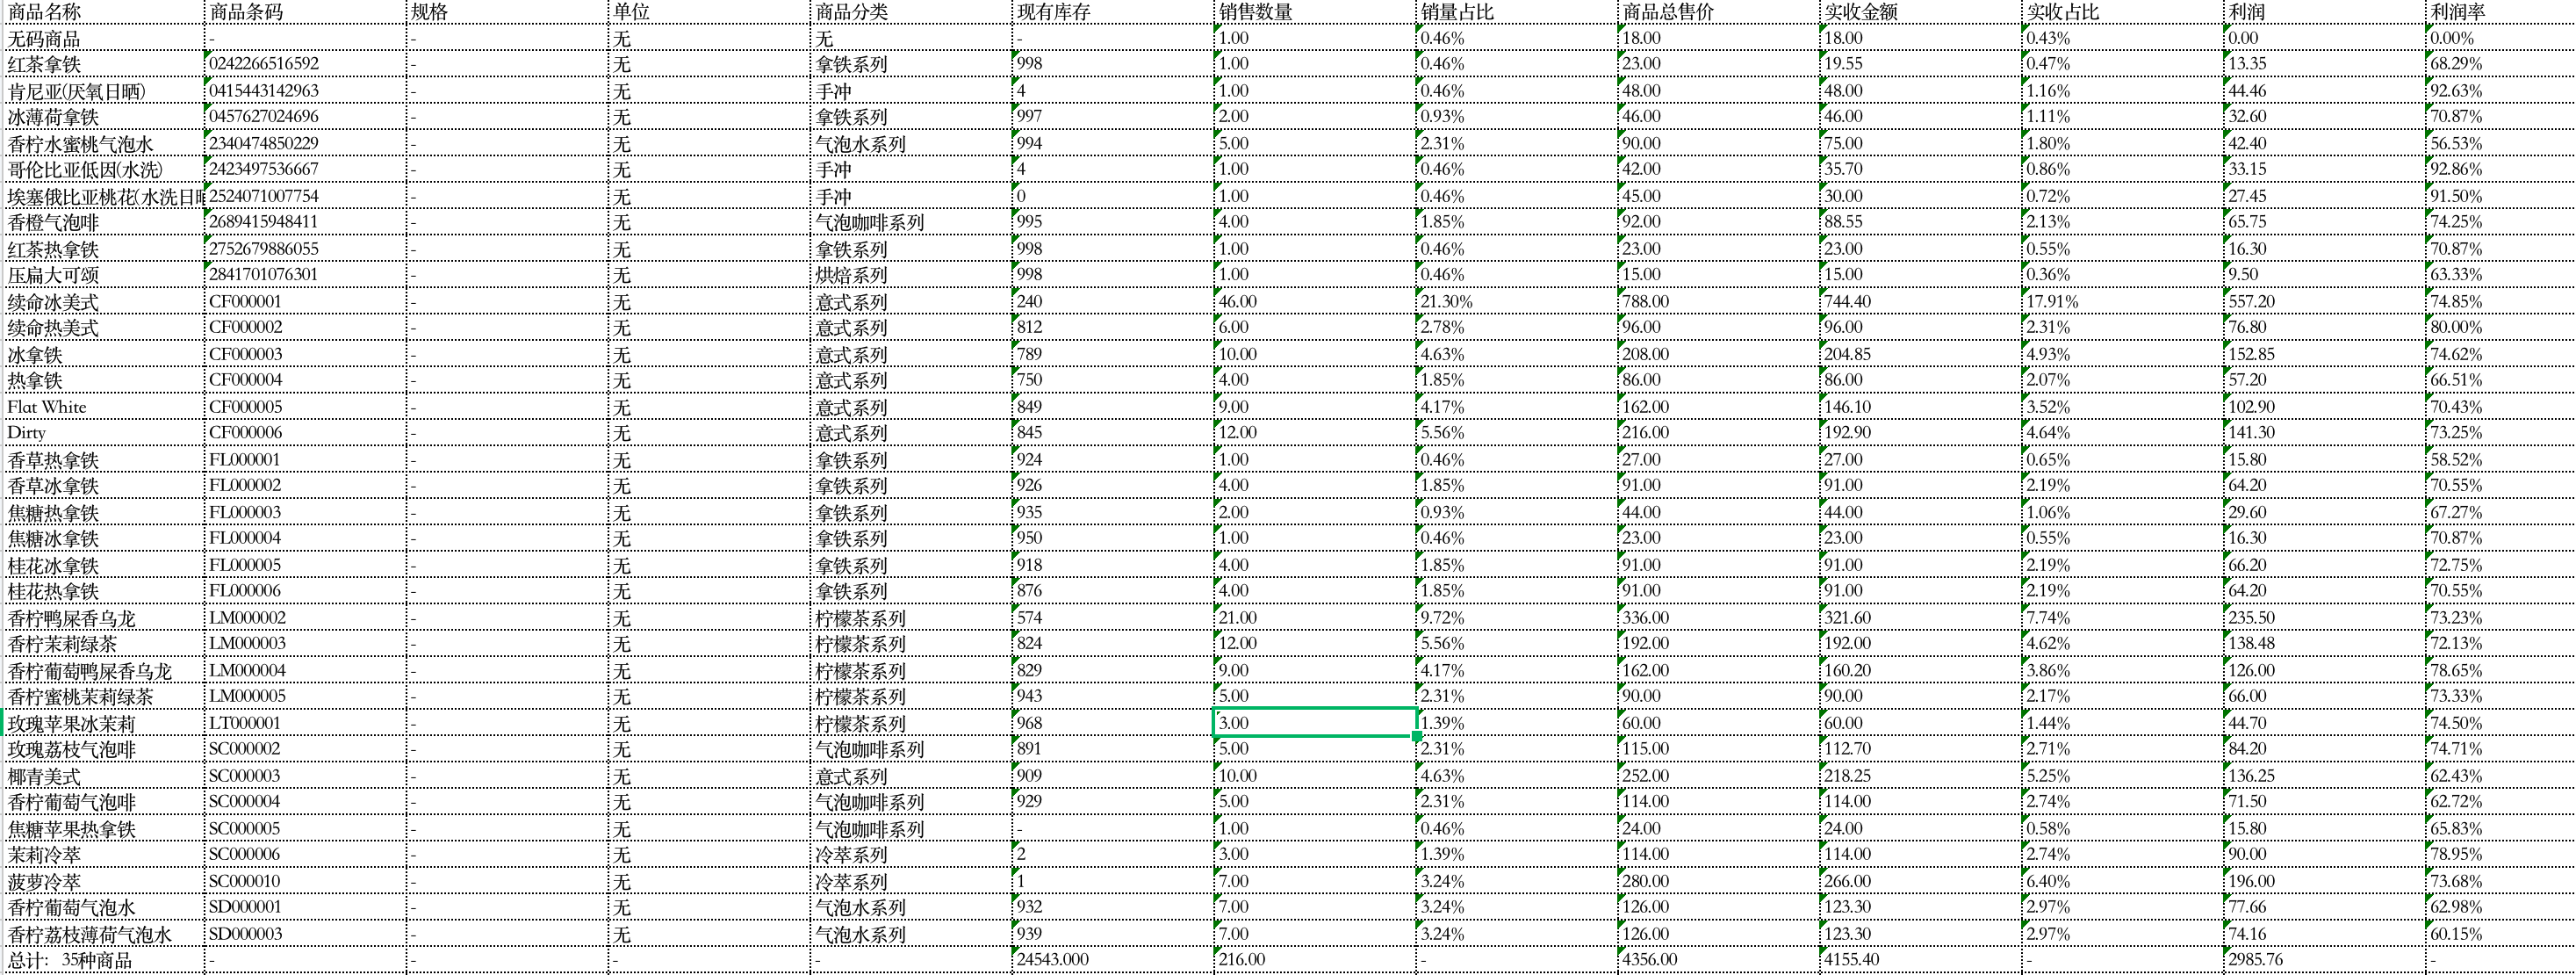 商品名称 商品条码 规格 单位 商品分类 现有库存 销售数量 销量占比 商品总售价 实收金额 实收占比 利润 利润率
无码商品 - - 无 无 - 1.00 0.46% 18.00 18.00 0.43% 0.00 0.00%
红茶拿铁 0242266516592 - 无 拿铁系列 998 1.00 0.46% 23.00 19.55 0.47% 13.35 68.29%
肯尼亚(厌氧日晒) 0415443142963 - 无 手冲 4 1.00 0.46% 48.00 48.00 1.16% 44.46 92.63%
冰薄荷拿铁 0457627024696 - 无 拿铁系列 997 2.00 0.93% 46.00 46.00 1.11% 32.60 70.87%
香柠水蜜桃气泡水 2340474850229 - 无 气泡水系列 994 5.00 2.31% 90.00 75.00 1.80% 42.40 56.53%
哥伦比亚低因(水洗) 2423497536667 - 无 手冲 4 1.00 0.46% 42.00 35.70 0.86% 33.15 92.86%
埃塞俄比亚桃花(水洗日晒 2524071007754 - 无 手冲 0 1.00 0.46% 45.00 30.00 0.72% 27.45 91.50%
香橙气泡啡 2689415948411 - 无 气泡咖啡系列 995 4.00 1.85% 92.00 88.55 2.13% 65.75 74.25%
红茶热拿铁 2752679886055 - 无 拿铁系列 998 1.00 0.46% 23.00 23.00 0.55% 16.30 70.87%
压扁大可颂 2841701076301 - 无 烘焙系列 998 1.00 0.46% 15.00 15.00 0.36% 9.50 63.33%
续命冰美式 CF000001 - 无 意式系列 240 46.00 21.30% 788.00 744.40 17.91% 557.20 74.85%
续命热美式 CF000002 - 无 意式系列 812 6.00 2.78% 96.00 96.00 2.31% 76.80 80.00%
冰拿铁 CF000003 - 无 意式系列 789 10.00 4.63% 208.00 204.85 4.93% 152.85 74.62%
热拿铁 CF000004 - 无 意式系列 750 4.00 1.85% 86.00 86.00 2.07% 57.20 66.51%
Flat White CF000005 - 无 意式系列 849 9.00 4.17% 162.00 146.10 3.52% 102.90 70.43%
Dirty CF000006 - 无 意式系列 845 12.00 5.56% 216.00 192.90 4.64% 141.30 73.25%
香草热拿铁 FL000001 - 无 拿铁系列 924 1.00 0.46% 27.00 27.00 0.65% 15.80 58.52%
香草冰拿铁 FL000002 - 无 拿铁系列 926 4.00 1.85% 91.00 91.00 2.19% 64.20 70.55%
焦糖热拿铁 FL000003 - 无 拿铁系列 935 2.00 0.93% 44.00 44.00 1.06% 29.60 67.27%
焦糖冰拿铁 FL000004 - 无 拿铁系列 950 1.00 0.46% 23.00 23.00 0.55% 16.30 70.87%
桂花冰拿铁 FL000005 - 无 拿铁系列 918 4.00 1.85% 91.00 91.00 2.19% 66.20 72.75%
桂花热拿铁 FL000006 - 无 拿铁系列 876 4.00 1.85% 91.00 91.00 2.19% 64.20 70.55%
香柠鸭屎香乌龙 LM000002 - 无 柠檬茶系列 574 21.00 9.72% 336.00 321.60 7.74% 235.50 73.23%
香柠茉莉绿茶 LM000003 - 无 柠檬茶系列 824 12.00 5.56% 192.00 192.00 4.62% 138.48 72.13%
香柠葡萄鸭屎香乌龙 LM000004 - 无 柠檬茶系列 829 9.00 4.17% 162.00 160.20 3.86% 126.00 78.65%
香柠蜜桃茉莉绿茶 LM000005 - 无 柠檬茶系列 943 5.00 2.31% 90.00 90.00 2.17% 66.00 73.33%
玫瑰苹果冰茉莉 LT000001 - 无 柠檬茶系列 968 3.00 1.39% 60.00 60.00 1.44% 44.70 74.50%
玫瑰荔枝气泡啡 SC000002 - 无 气泡咖啡系列 891 5.00 2.31% 115.00 112.70 2.71% 84.20 74.71%
椰青美式 SC000003 - 无 意式系列 909 10.00 4.63% 252.00 218.25 5.25% 136.25 62.43%
香柠葡萄气泡啡 SC000004 - 无 气泡咖啡系列 929 5.00 2.31% 114.00 114.00 2.74% 71.50 62.72%
焦糖苹果热拿铁 SC000005 - 无 气泡咖啡系列 - 1.00 0.46% 24.00 24.00 0.58% 15.80 65.83%
茉莉冷萃 SC000006 - 无 冷萃系列 2 3.00 1.39% 114.00 114.00 2.74% 90.00 78.95%
菠萝冷萃 SC000010 - 无 冷萃系列 1 7.00 3.24% 280.00 266.00 6.40% 196.00 73.68%
香柠葡萄气泡水 SD000001 - 无 气泡水系列 932 7.00 3.24% 126.00 123.30 2.97% 77.66 62.98%
香柠荔枝薄荷气泡水 SD000003 - 无 气泡水系列 939 7.00 3.24% 126.00 123.30 2.97% 74.16 60.15%
总计: 35种商品 - - - - 24543.000 216.00 - 4356.00 4155.40 - 2985.76 -